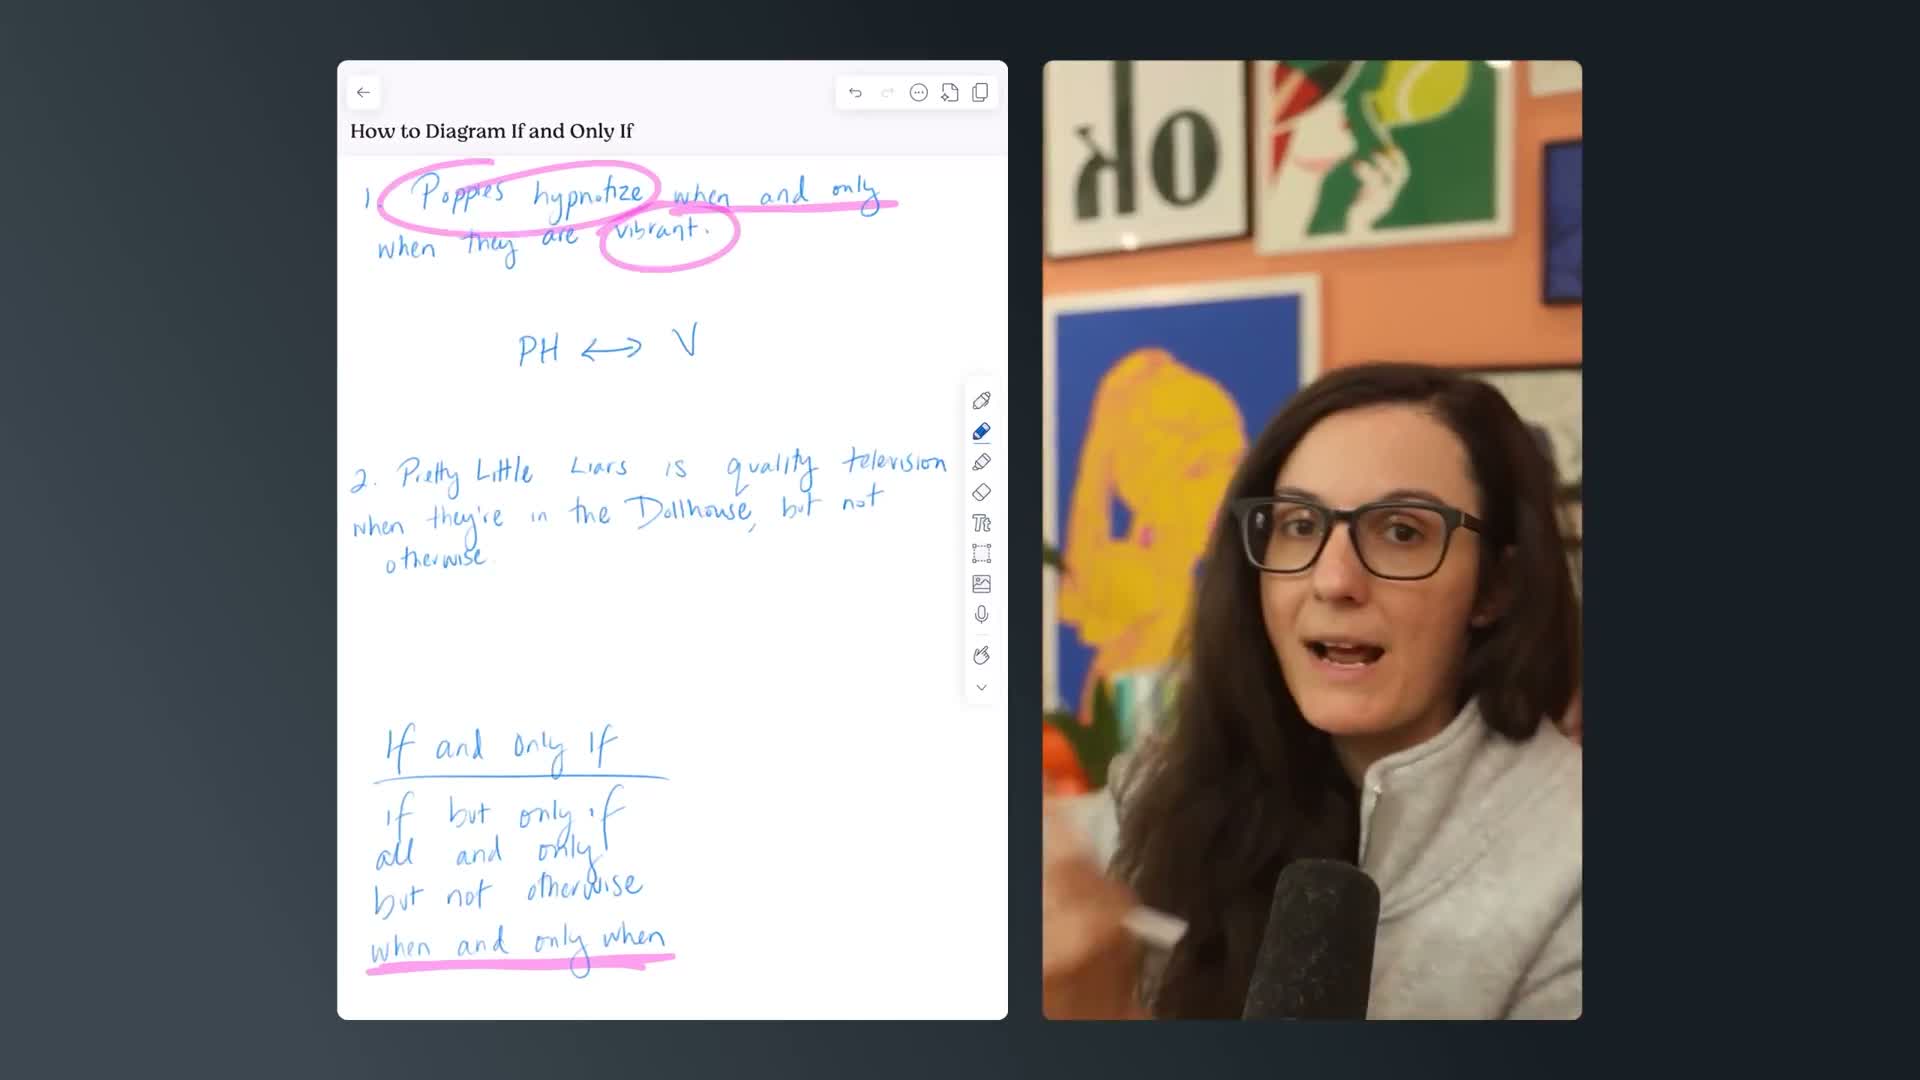 How to Diagram If and Only If
1. Poppies hypnotize when and only
when they are vibrant.
PH ↔ V
2. Pretty Little Liars is quality television
when they're in the Dollhouse, but not
otherwise.
Tt
If and only if
if but only if
all and only
but not otherwise
when and only when
ok